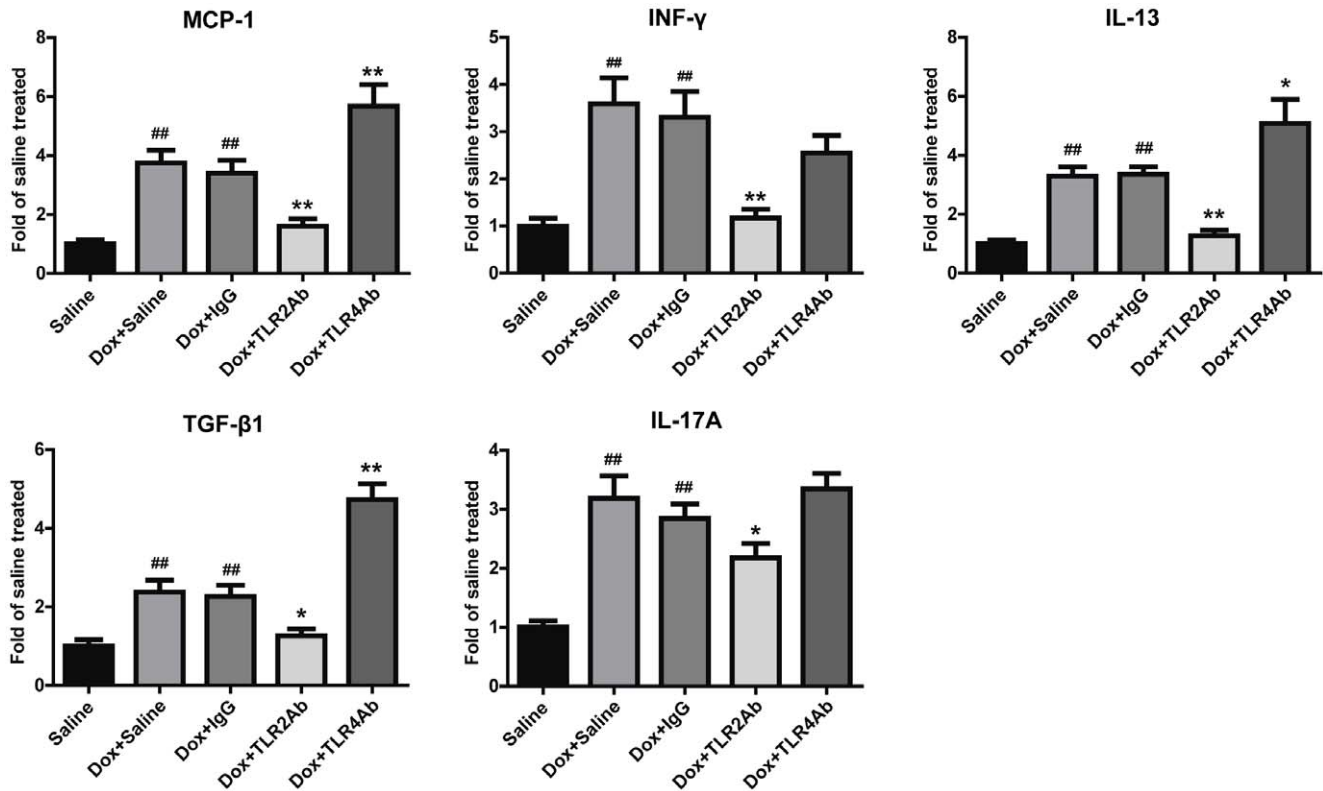 MCP-1
Fold of saline treated
8
6
4
2
0
##
##
**
**
Saline
Dox+Saline
Dox+IgG
Dox+TLR2Ab
Dox+TLR4Ab
INF-γ
Fold of saline treated
5
4
3
2
1
0
##
##
**
Saline
Dox+Saline
Dox+IgG
Dox+TLR2Ab
Dox+TLR4Ab
IL-13
Fold of saline treated
8
6
4
2
0
##
##
**
*
Saline
Dox+Saline
Dox+IgG
Dox+TLR2Ab
Dox+TLR4Ab
TGF-β1
Fold of saline treated
6
4
2
0
##
##
*
**
Saline
Dox+Saline
Dox+IgG
Dox+TLR2Ab
Dox+TLR4Ab
IL-17A
Fold of saline treated
4
3
2
1
0
##
##
*
Saline
Dox+Saline
Dox+IgG
Dox+TLR2Ab
Dox+TLR4Ab